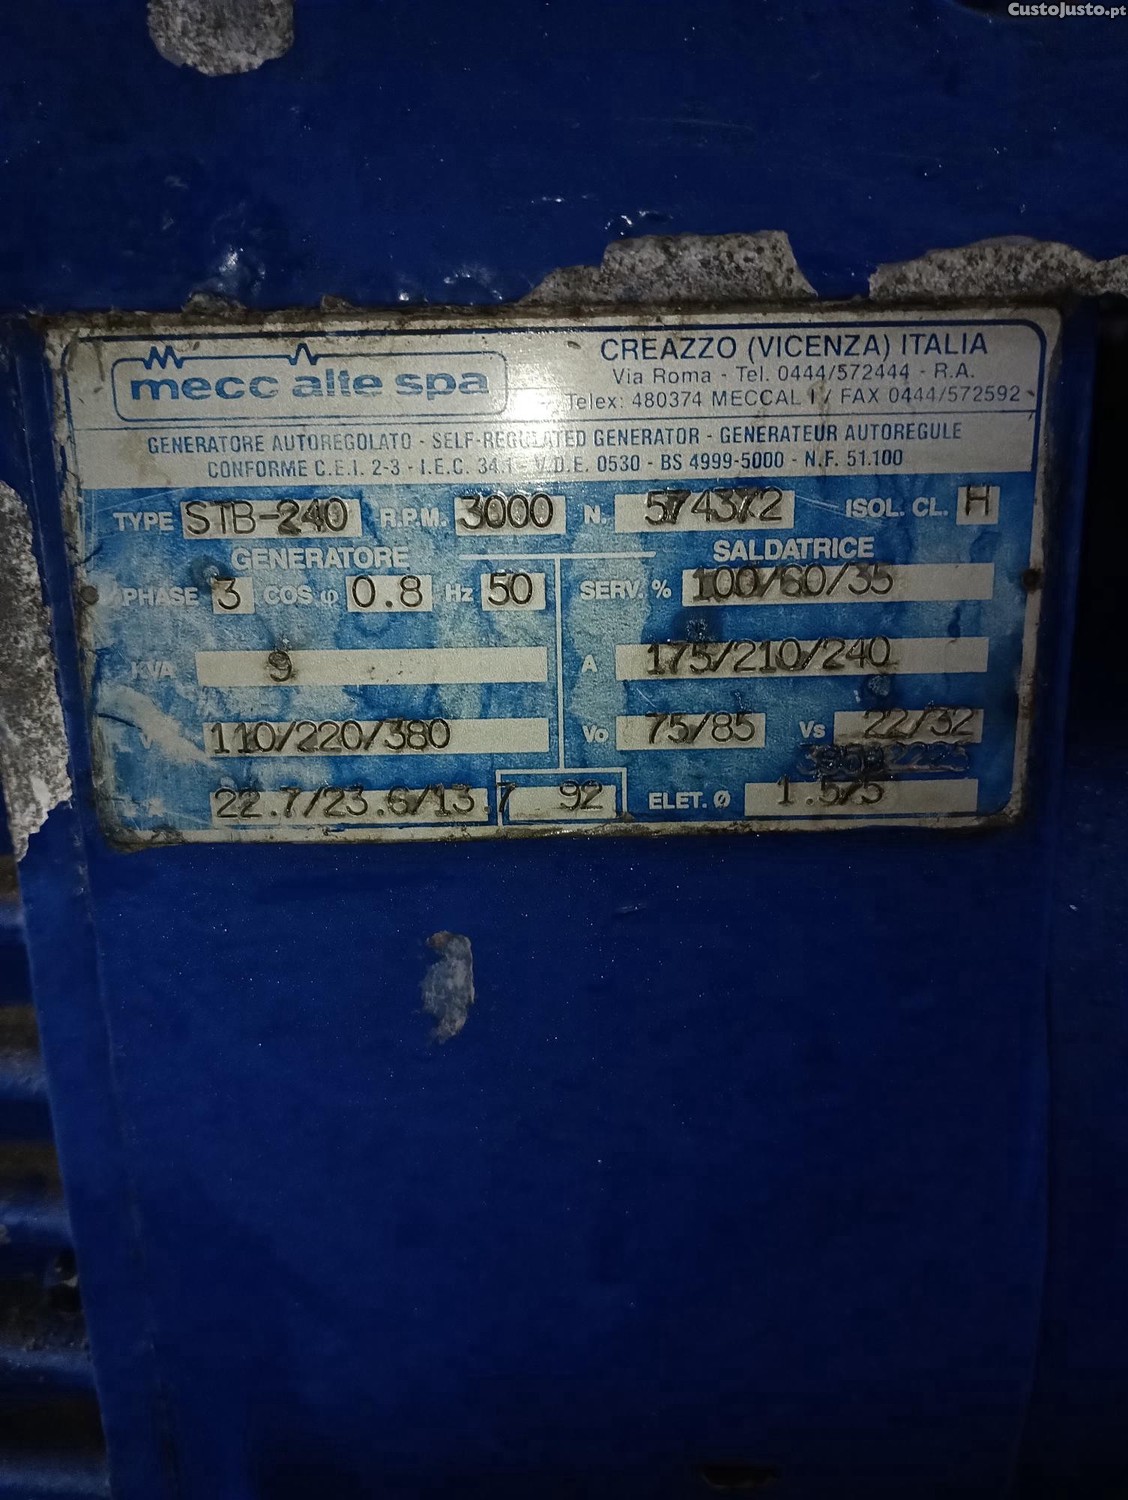 CustoJusto.pt
mecc alte spa
CREAZZO (VICENZA) ITALIA
Via Roma - Tel. 0444/572444 - R.A.
Telex: 480374 MECCAL I / FAX 0444/572592
GENERATORE AUTOREGOLATO - SELF-REGULATED GENERATOR - GENERATEUR AUTOREGULE
CONFORME C.E.I. 2-3 - I.E.C. 34.1 - V.D.E. 0530 - BS 4999-5000 - N.F. 51.100
TYPE STB-240 R.P.M. 3000 N. 574372 ISOL. CL. H
GENERATORE
SALDATRICE
PHASE 3 COS φ 0.8 Hz 50
SERV. % 100/60/35
KVA 9
A 175/210/240
V 110/220/380
Vo 75/85 Vs 22/32
22.7/23.6/13.7 92
ELET. Ø 1.5/5